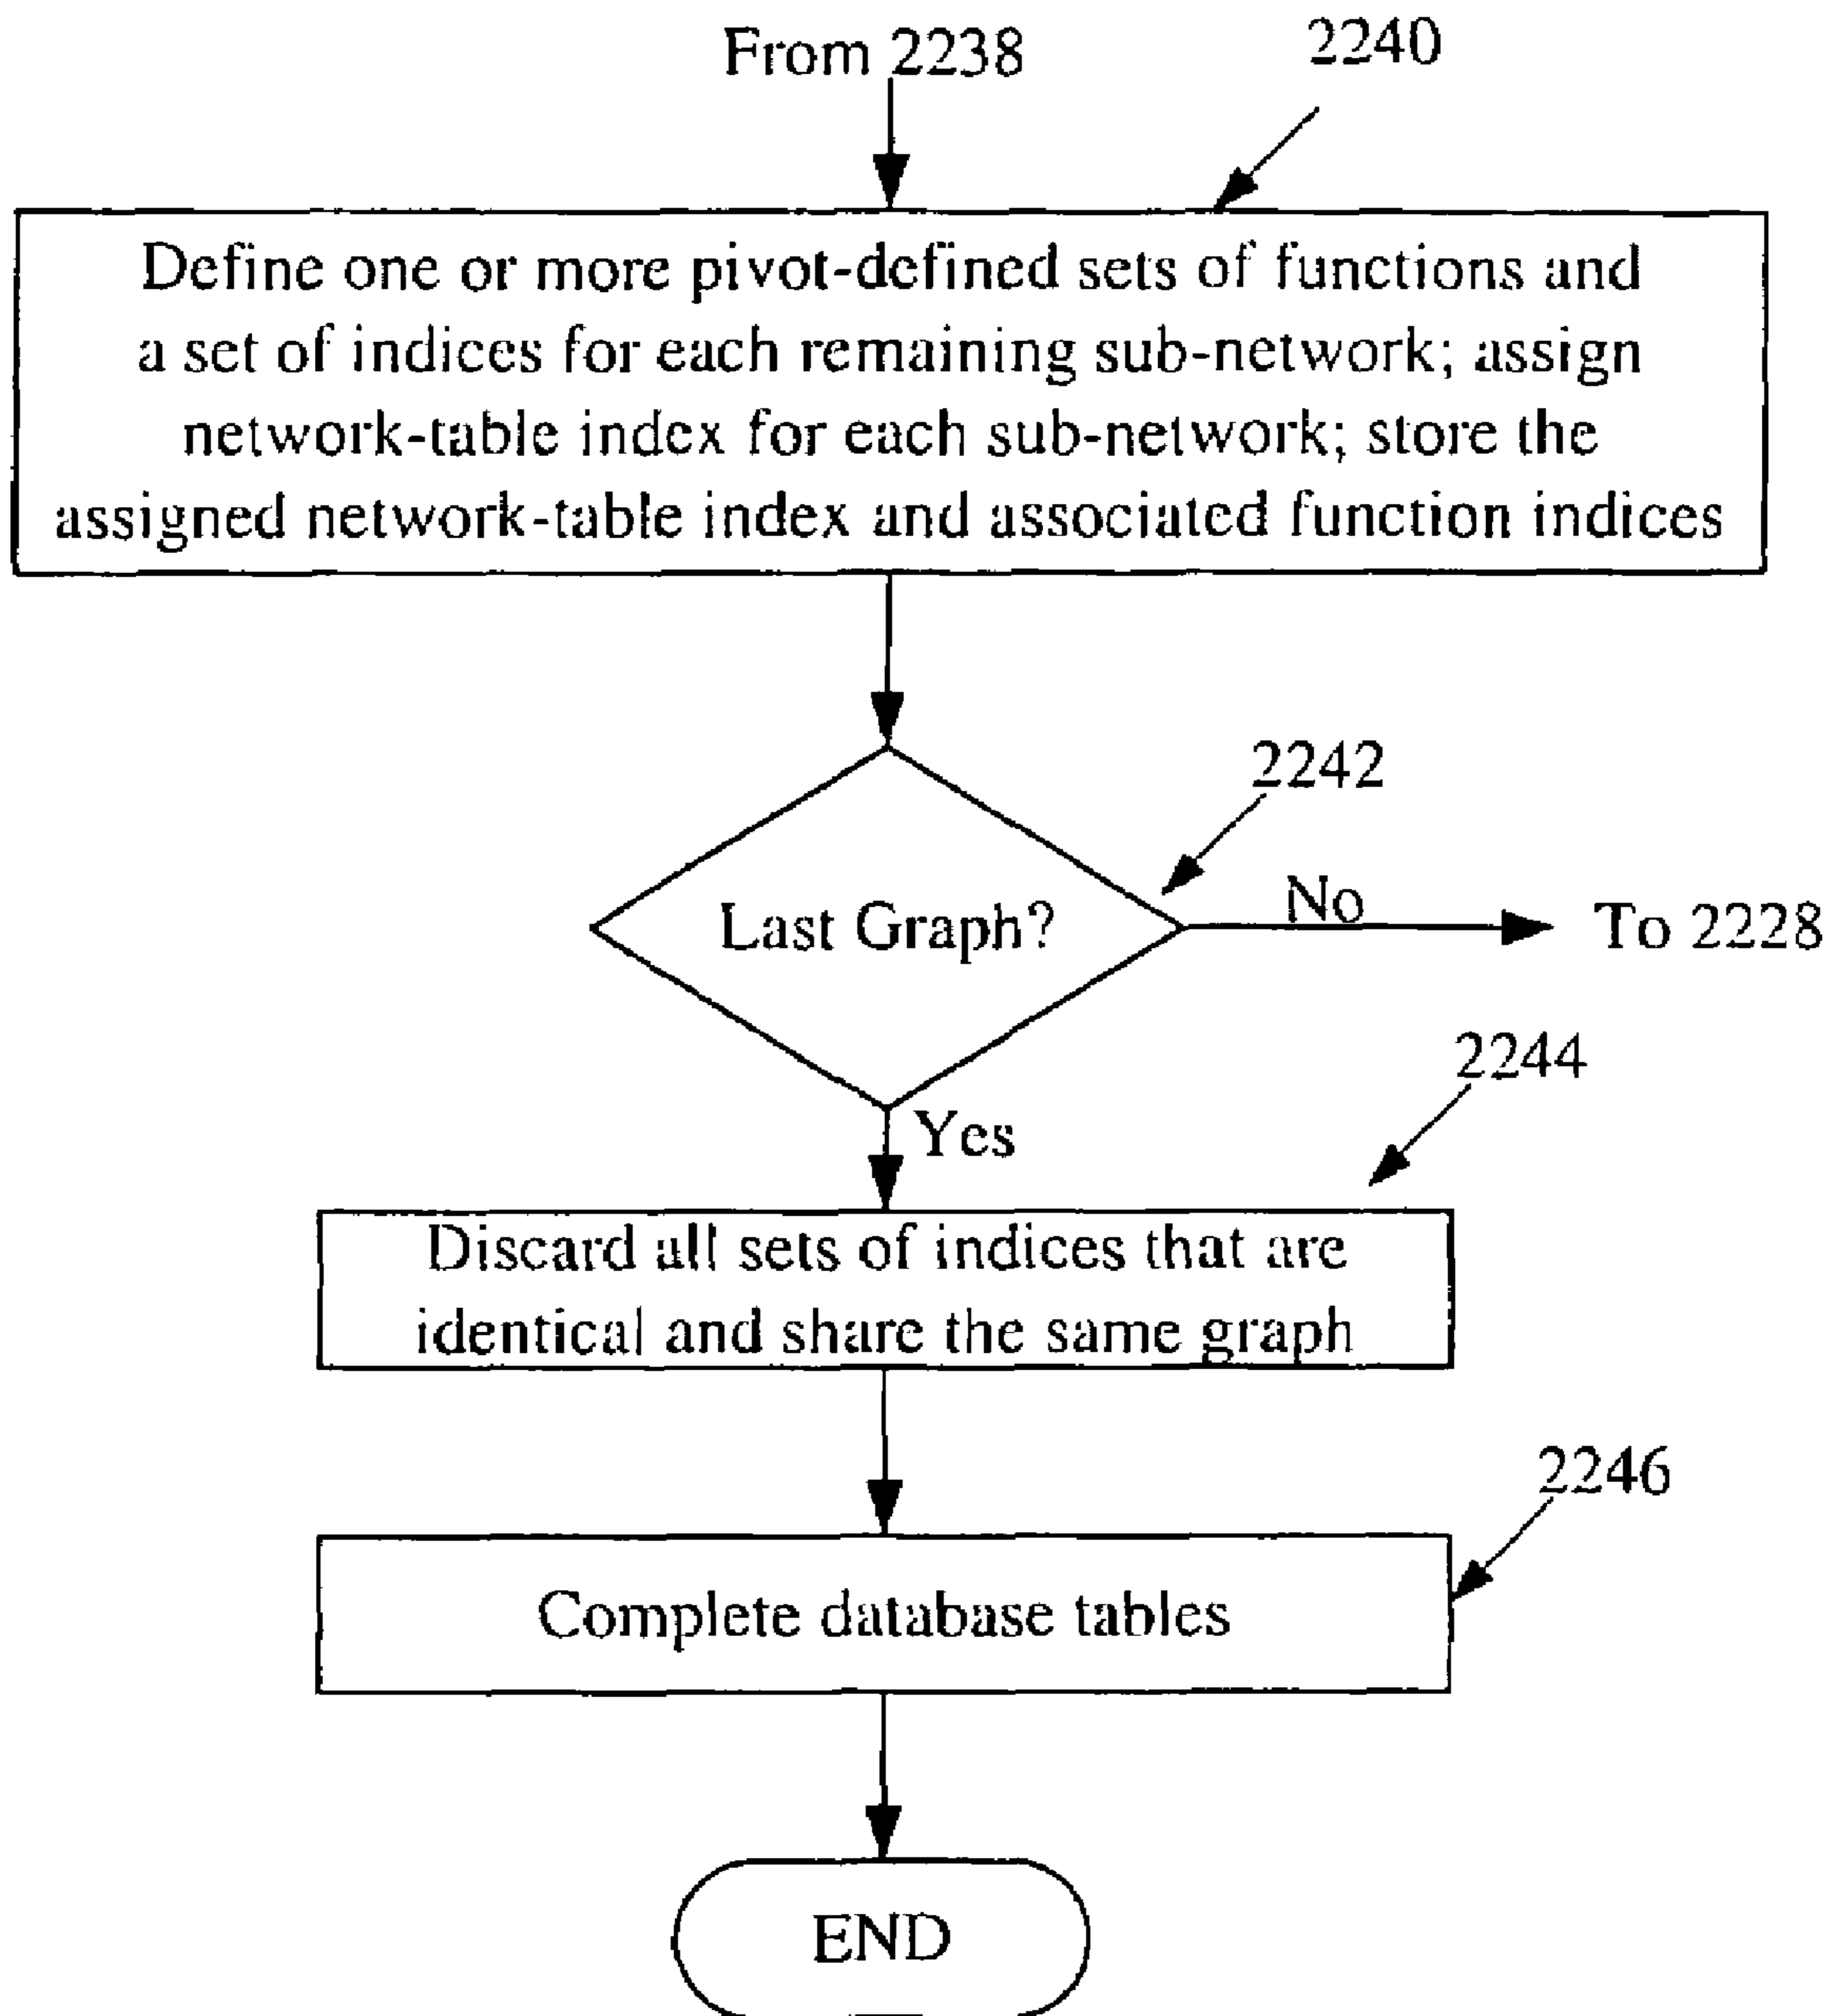 From 2238
2240
Define one or more pivot-defined sets of functions and
a set of indices for each remaining sub-network; assign
network-table index for each sub-network; store the
assigned network-table index and associated function indices
2242
Last Graph?
No
To 2228
2244
Yes
Discard all sets of indices that are
identical and share the same graph
2246
Complete database tables
END